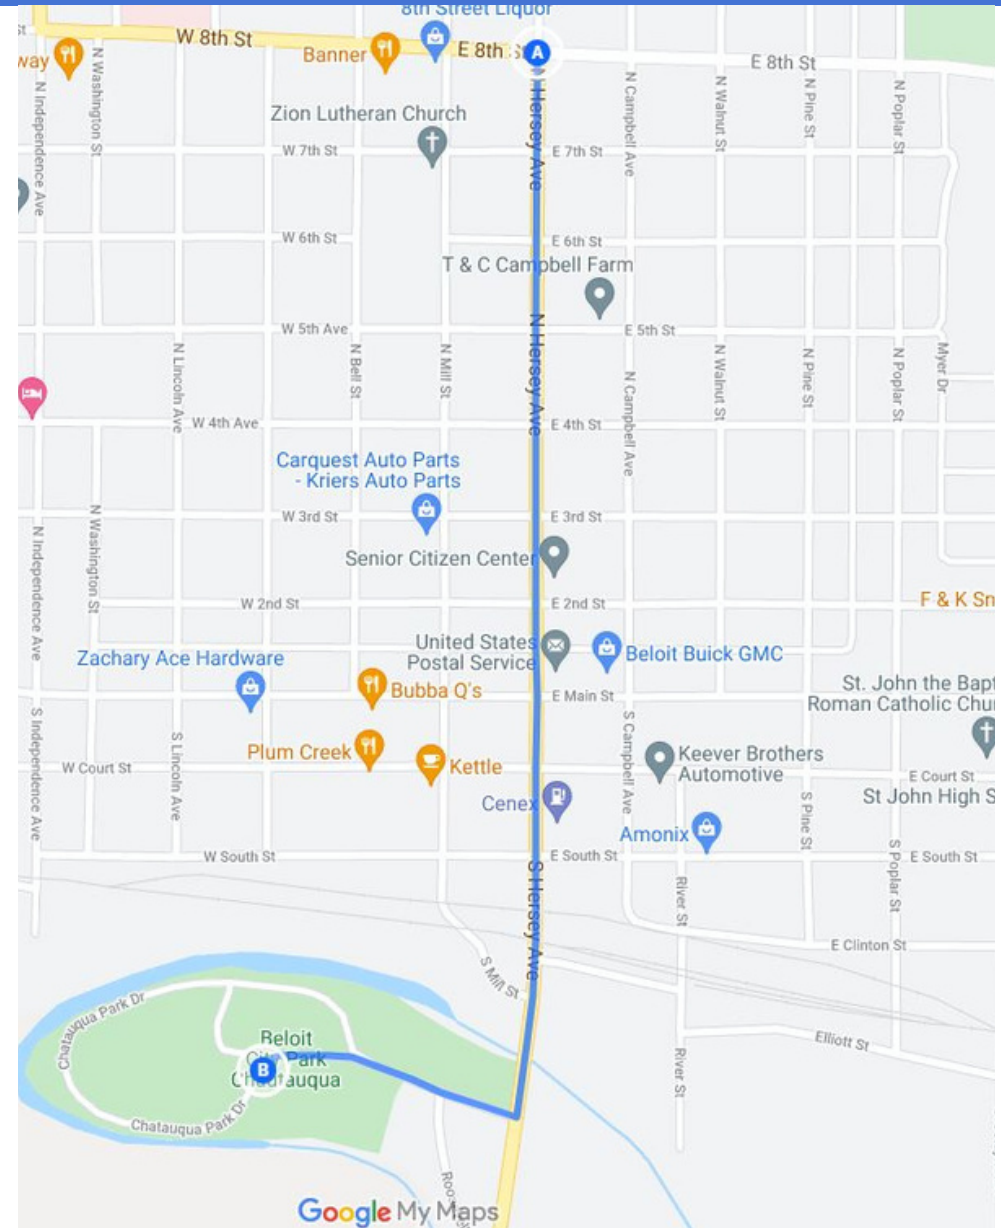 St
8th Street Liquor
W 8th St
Banner
E 8th St
A
E 8th St
way
N Washington St
N Independence Ave
N Hersey Ave
N Campbell Ave
N Walnut St
N Pine St
N Poplar St
Zion Lutheran Church
W 7th St
E 7th St
W 6th St
E 6th St
T & C Campbell Farm
W 5th Ave
E 5th St
N Lincoln Ave
N Bell St
N Mill St
N Hersey Ave
N Campbell Ave
N Walnut St
N Pine St
N Poplar St
Myer Dr
W 4th Ave
E 4th St
Carquest Auto Parts
- Kriers Auto Parts
W 3rd St
E 3rd St
N Independence Ave
N Washington St
Senior Citizen Center
W 2nd St
E 2nd St
F & K Sn
United States
Postal Service
Beloit Buick GMC
Zachary Ace Hardware
Bubba Q's
E Main St
St. John the Bapt
Roman Catholic Chur
S Independence Ave
S Lincoln Ave
S Campbell Ave
Plum Creek
Kettle
Keever Brothers
Automotive
W Court St
E Court St
St John High S
Cenex
Amonix
S Pine St
S Poplar St
W South St
E South St
E South St
S Hersey Ave
River St
E Clinton St
S Mill St
Chatauqua Park Dr
Beloit
City Park
Chautauqua
B
Elliott St
River St
Chatauqua Park Dr
Google My Maps